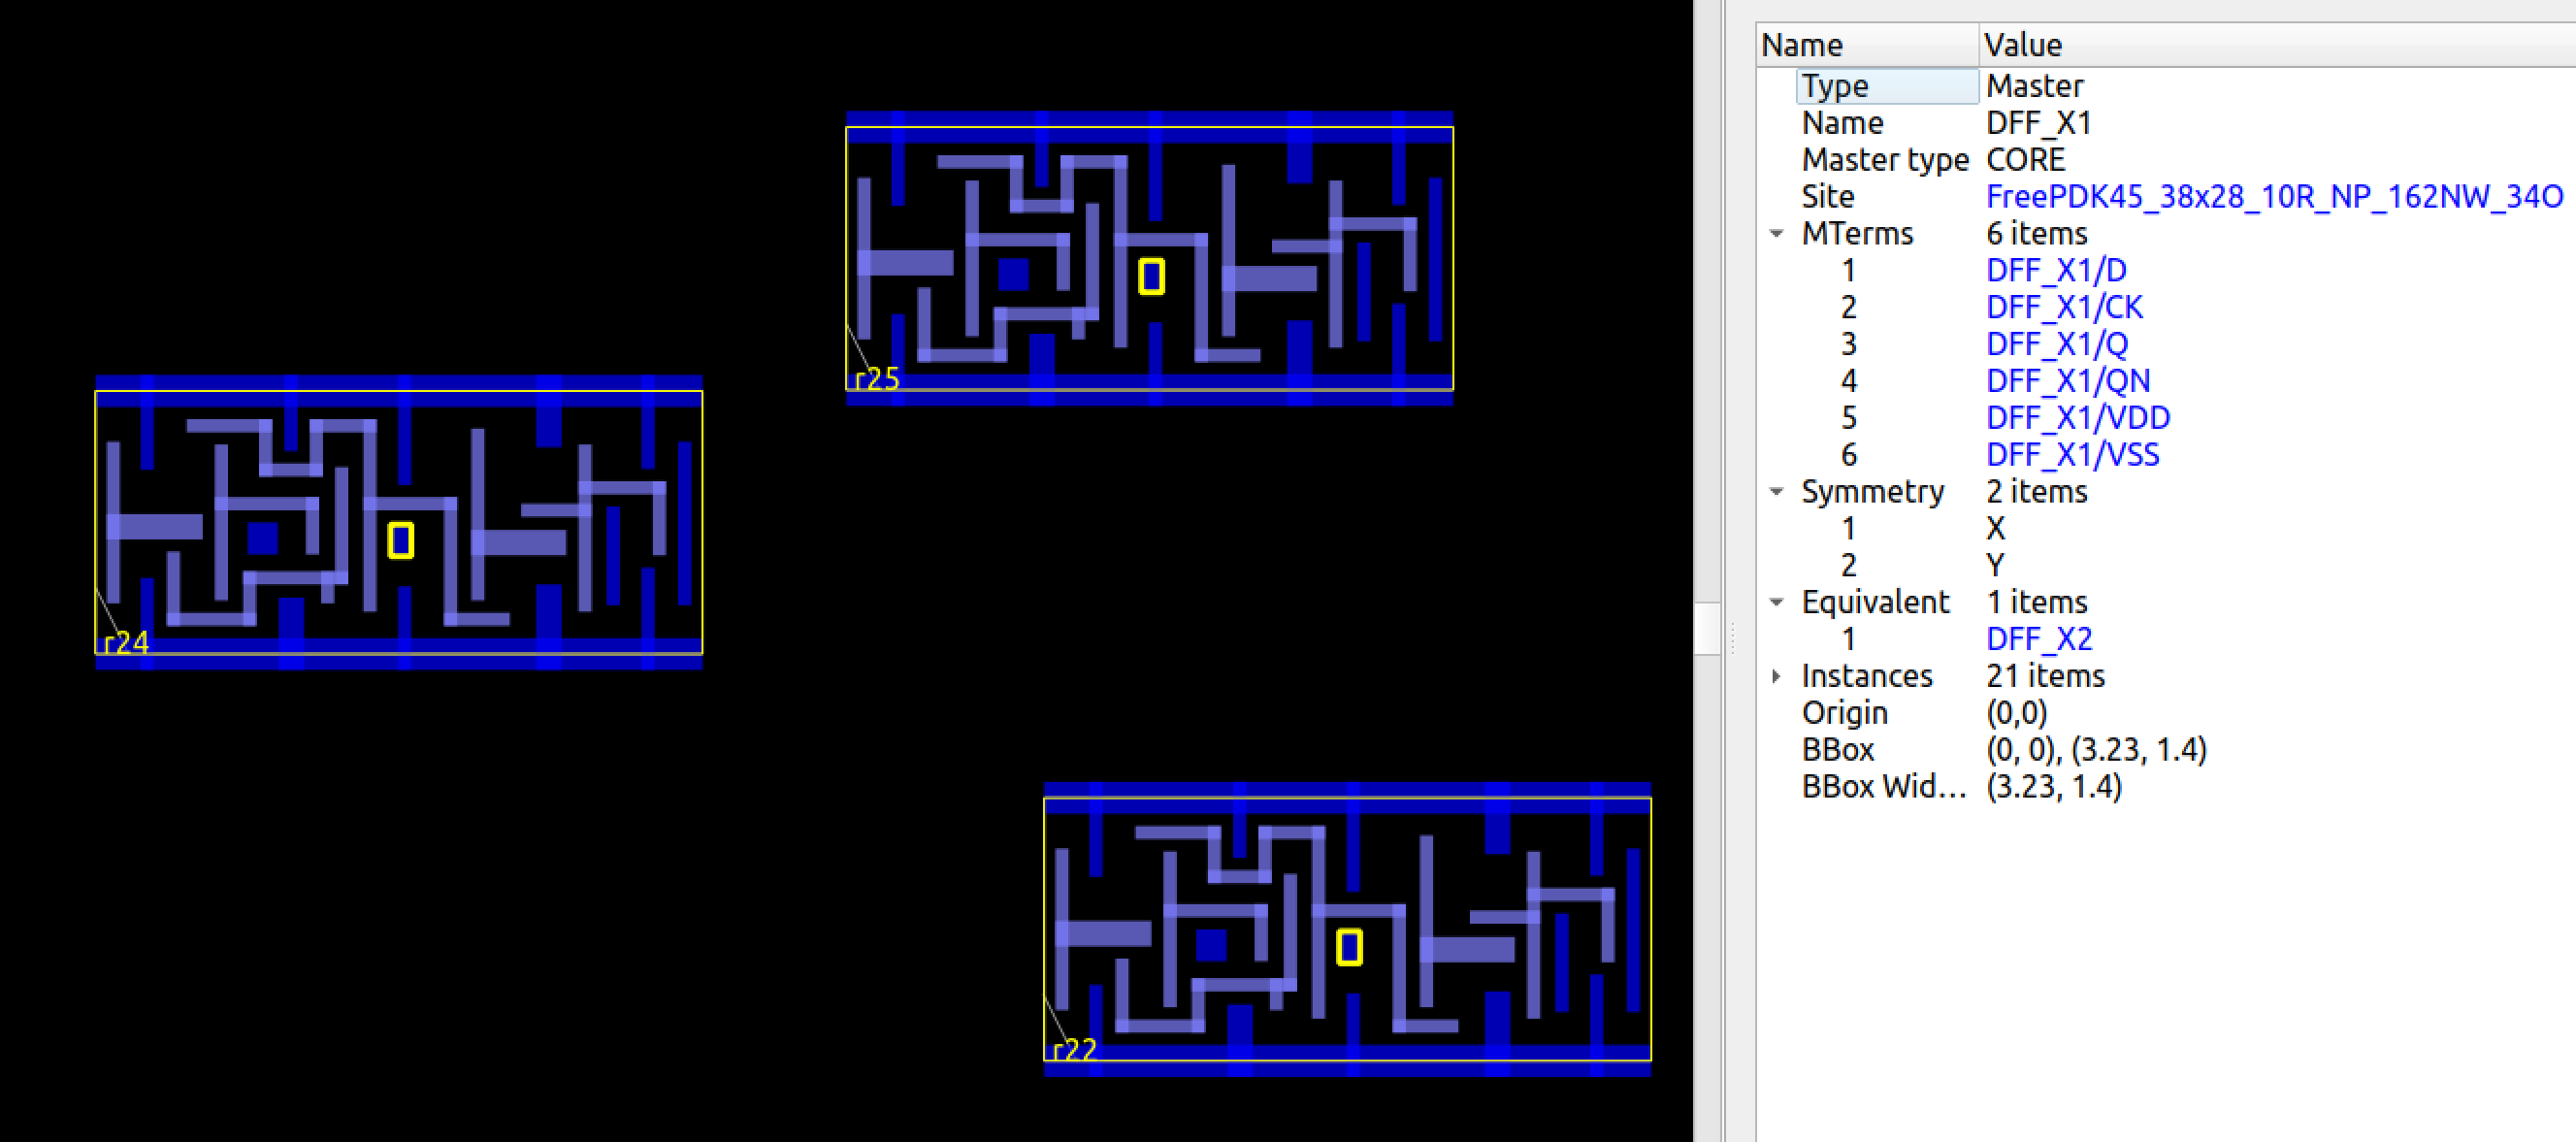 r25
r24
r22
Name Value
Type Master
Name DFF_X1
Master type CORE
Site FreePDK45_38x28_10R_NP_162NW_34O
MTerms 6 items
1 DFF_X1/D
2 DFF_X1/CK
3 DFF_X1/Q
4 DFF_X1/QN
5 DFF_X1/VDD
6 DFF_X1/VSS
Symmetry 2 items
1 X
2 Y
Equivalent 1 items
1 DFF_X2
Instances 21 items
Origin (0,0)
BBox (0, 0), (3.23, 1.4)
BBox Wid... (3.23, 1.4)